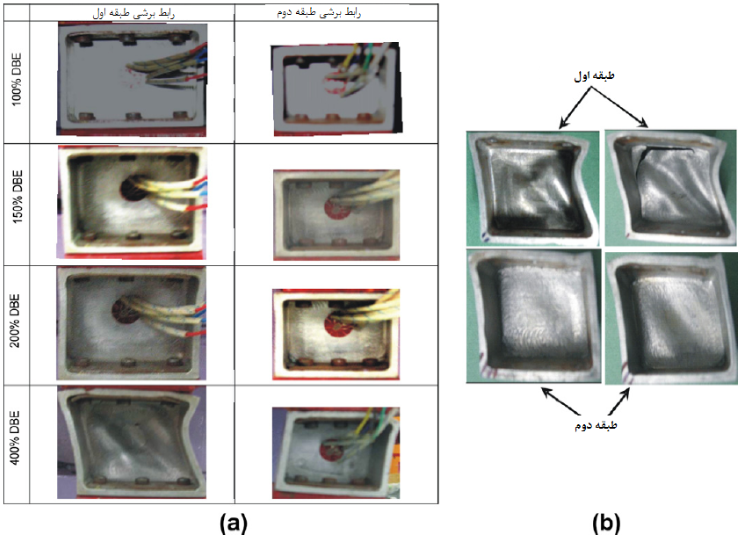 رابط برشی طبقه اول
رابط برشی طبقه دوم
100% DBE
150% DBE
200% DBE
400% DBE
(a)
طبقه اول
طبقه دوم
(b)